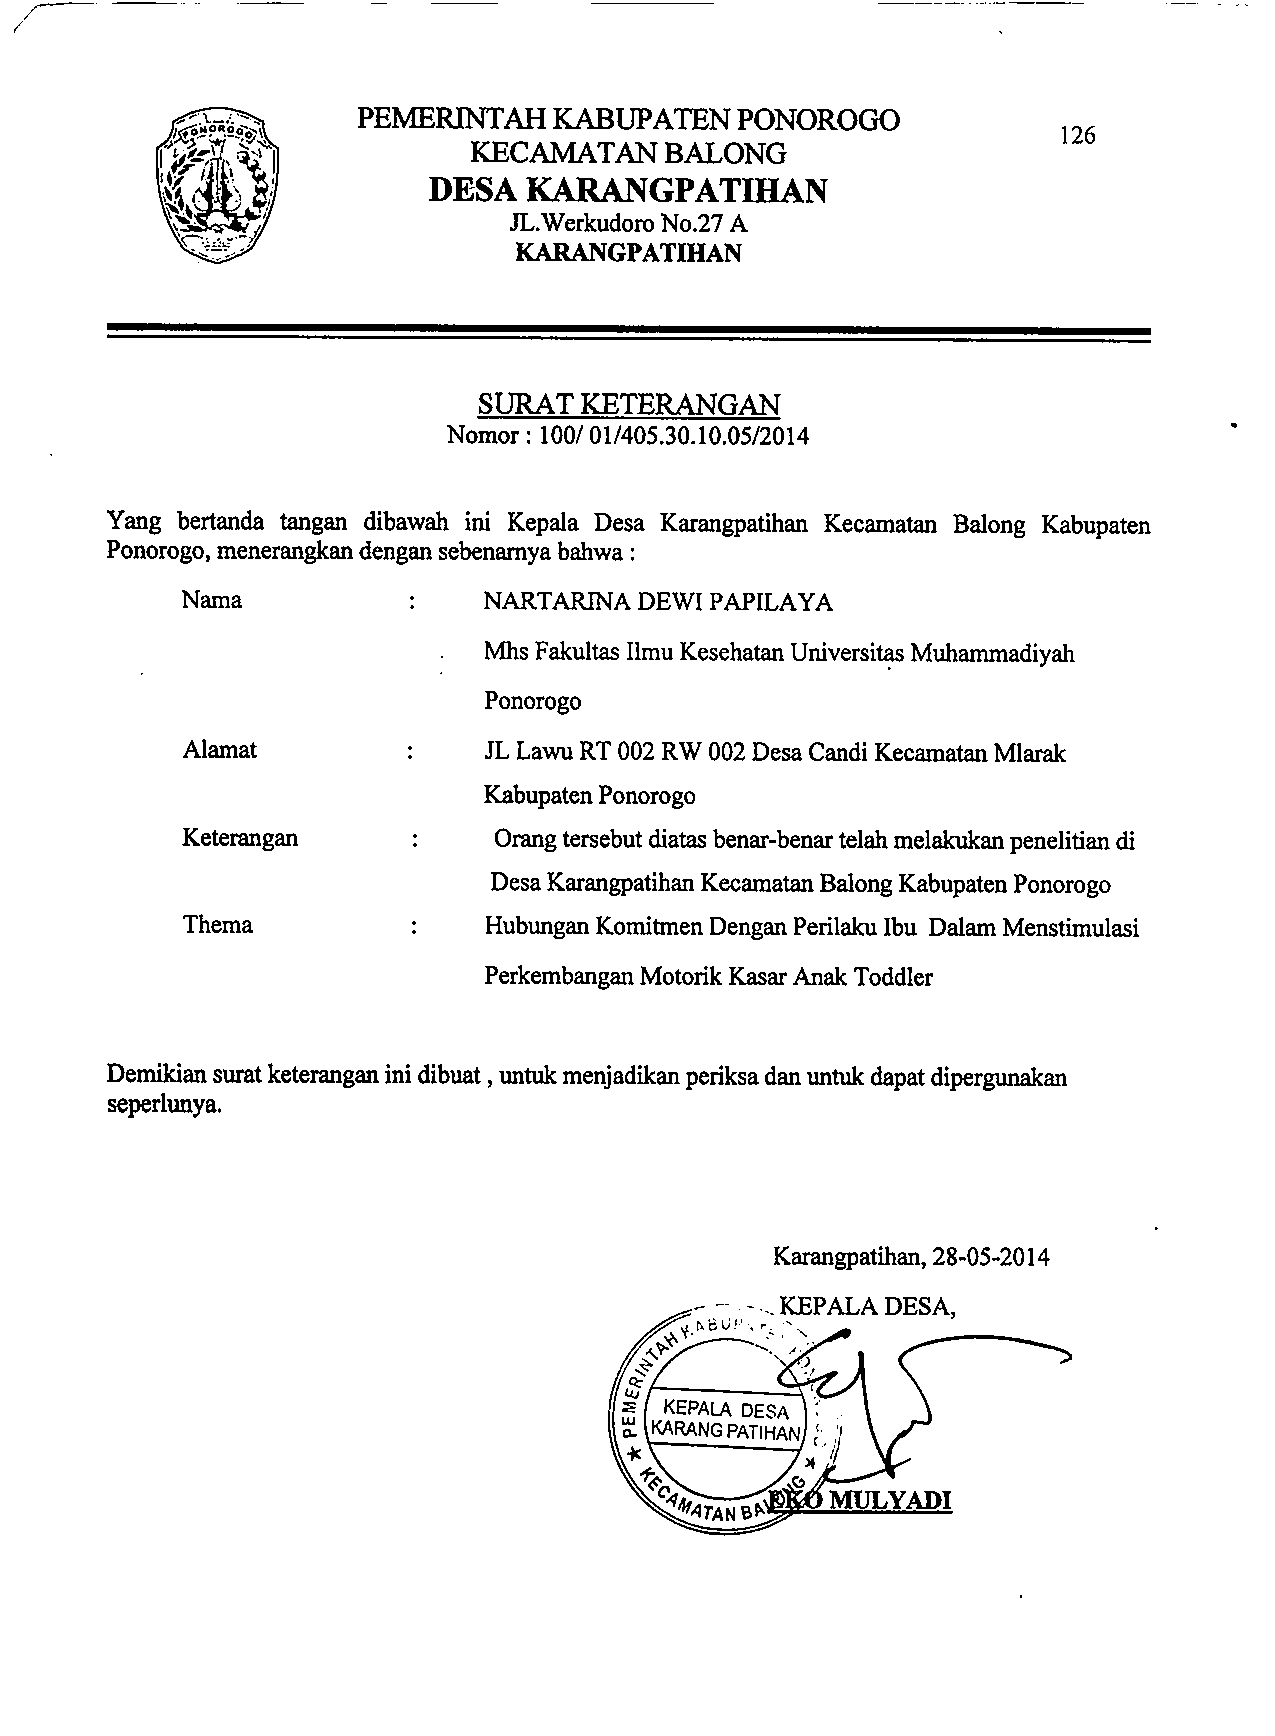 PONOROGO
PEMERINTAH KABUPATEN PONOROGO
126
KECAMATAN BALONG
DESA KARANGPATIHAN
JL.Werkudoro No.27 A
KARANGPATIHAN
SURAT KETERANGAN
Nomor : 100/ 01/405.30.10.05/2014
Yang bertanda tangan dibawah ini Kepala Desa Karangpatihan Kecamatan Balong Kabupaten
Ponorogo, menerangkan dengan sebenarnya bahwa :
Nama : NARTARINA DEWI PAPILAYA
Mhs Fakultas Ilmu Kesehatan Universitas Muhammadiyah
Ponorogo
Alamat : JL Lawu RT 002 RW 002 Desa Candi Kecamatan Mlarak
Kabupaten Ponorogo
Keterangan : Orang tersebut diatas benar-benar telah melakukan penelitian di
Desa Karangpatihan Kecamatan Balong Kabupaten Ponorogo
Thema : Hubungan Komitmen Dengan Perilaku Ibu Dalam Menstimulasi
Perkembangan Motorik Kasar Anak Toddler
Demikian surat keterangan ini dibuat , untuk menjadikan periksa dan untuk dapat dipergunakan
seperlunya.
Karangpatihan, 28-05-2014
KEPALA DESA,
PEMERINTAH KABUPATEN
KEPALA DESA
KARANG PATIHAN
KECAMATAN BALONG
EKO MULYADI